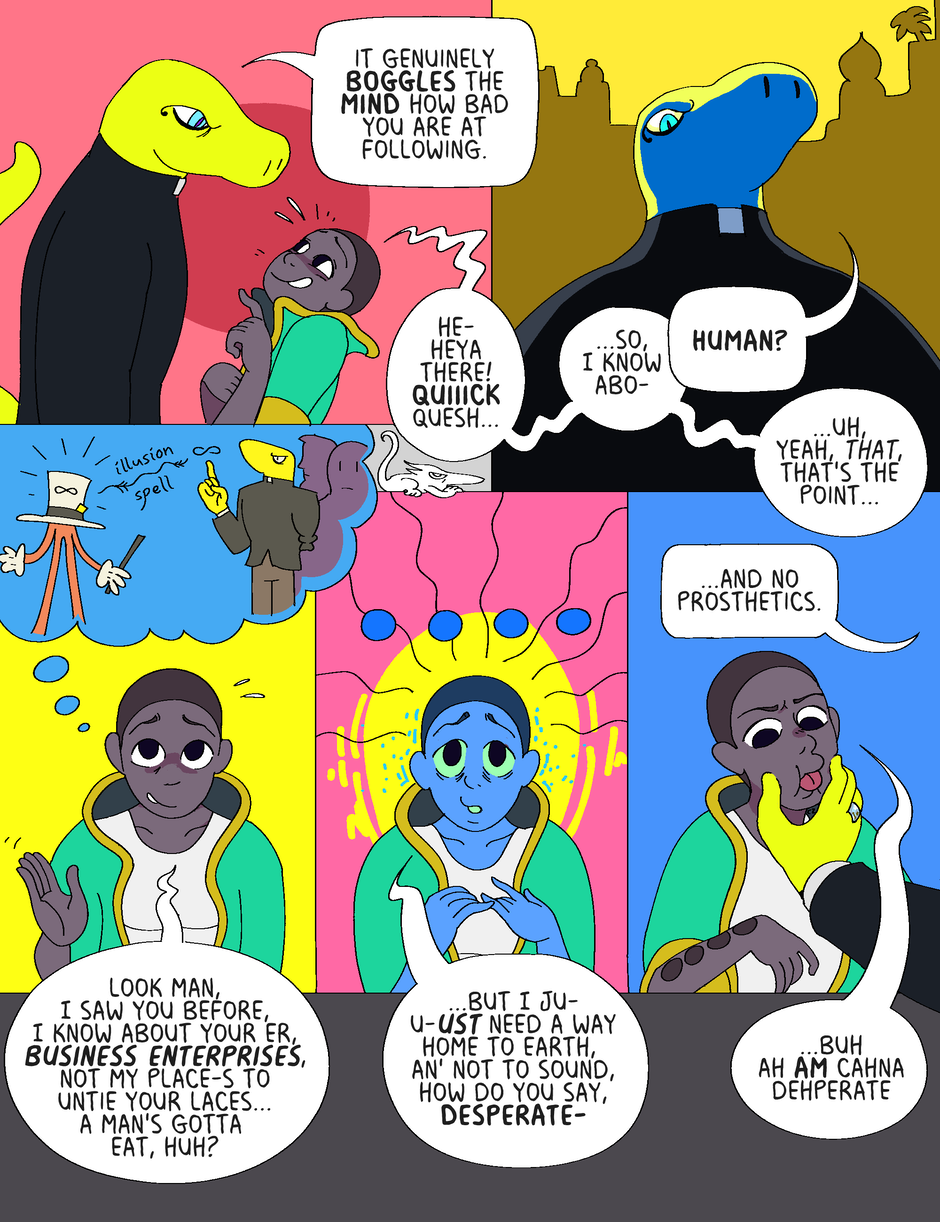 IT GENUINELY
BOGGLES THE
MIND HOW BAD
YOU ARE AT
FOLLOWING.
HE-
HEYA
THERE!
QUIIICK
QUESH...
...SO,
I KNOW
ABO-
HUMAN?
...UH,
YEAH, THAT,
THAT'S THE
POINT...
illusion
spell
∞
∞
LOOK MAN,
I SAW YOU BEFORE,
I KNOW ABOUT YOUR ER,
BUSINESS ENTERPRISES,
NOT MY PLACE-S TO
UNTIE YOUR LACES...
A MAN'S GOTTA
EAT, HUH?
...BUT I JU-
U-UST NEED A WAY
HOME TO EARTH,
AN' NOT TO SOUND,
HOW DO YOU SAY,
DESPERATE-
...AND NO
PROSTHETICS.
...BUH
AH AM CAHNA
DEHPERATE